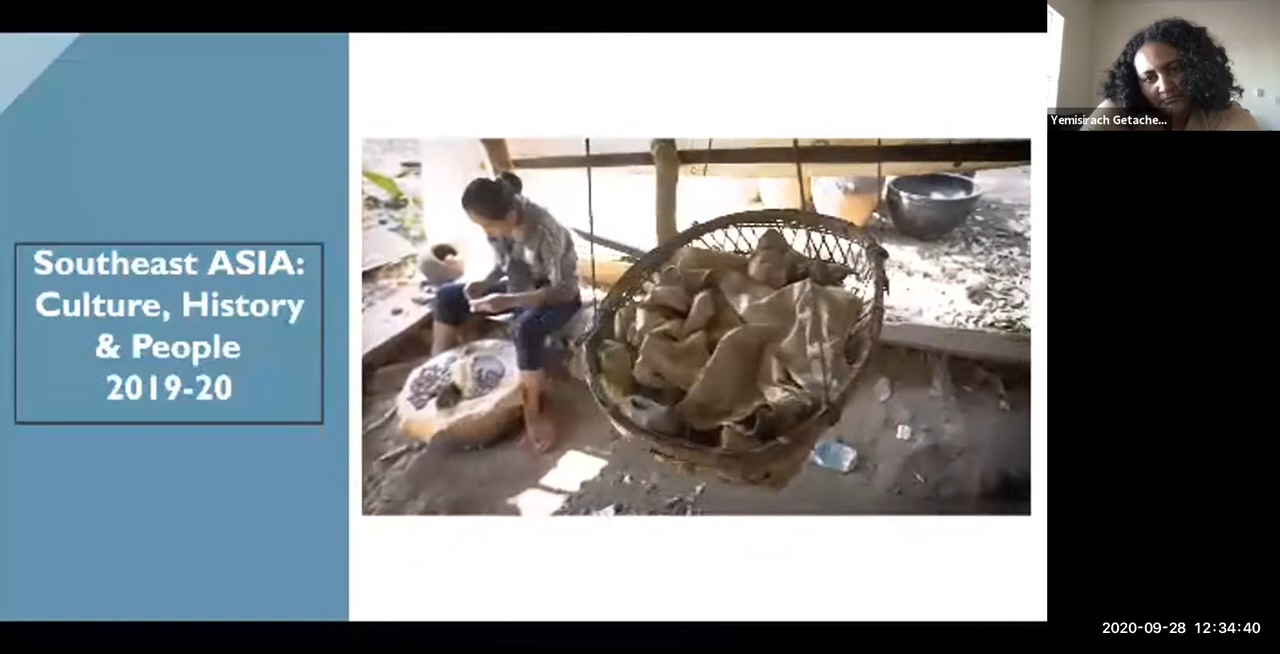 Southeast ASIA:
Culture, History
& People
2019-20
Yemisirach Getache...
2020-09-28 12:34:40